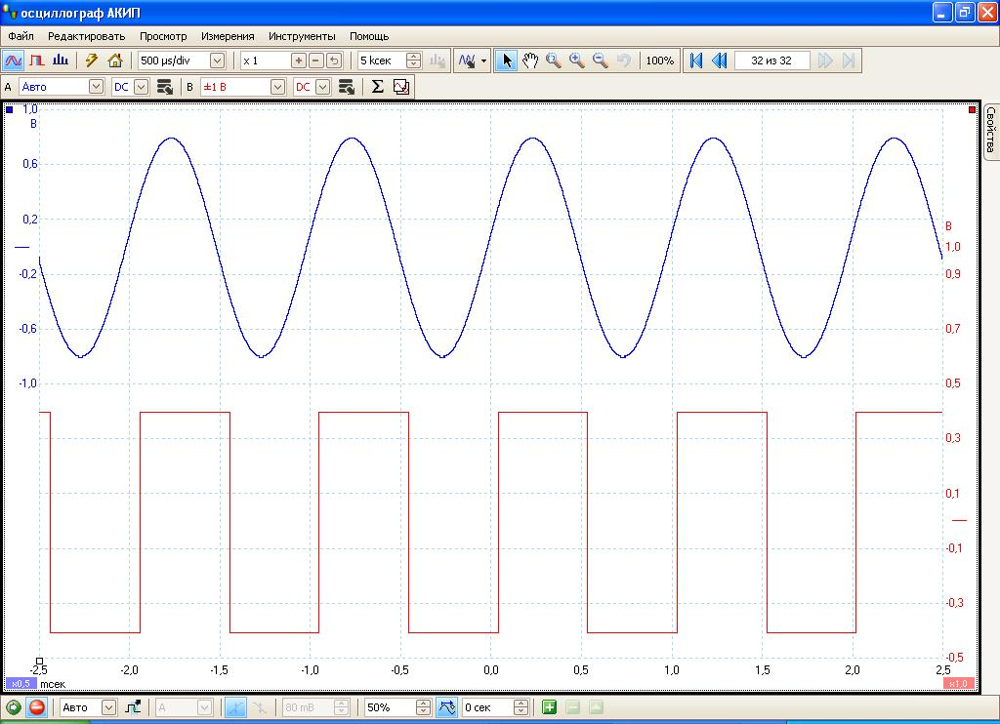 осциллограф АКИП
Файл Редактировать Просмотр Измерения Инструменты Помощь
500 µs/div x 1 5 kсек 100% 32 из 32
A Авто DC B ±1 В DC Σ
1,0
В
0,6
0,2
-0,2
-0,6
-1,0
Свойства
В
1,0
0,9
0,7
0,5
0,3
0,1
-0,1
-0,3
-0,5
-2,5 -2,0 -1,5 -1,0 -0,5 0,0 0,5 1,0 1,5 2,0 2,5
x0,5 мсек x1,0
Авто A 80 mВ 50% 0 сек